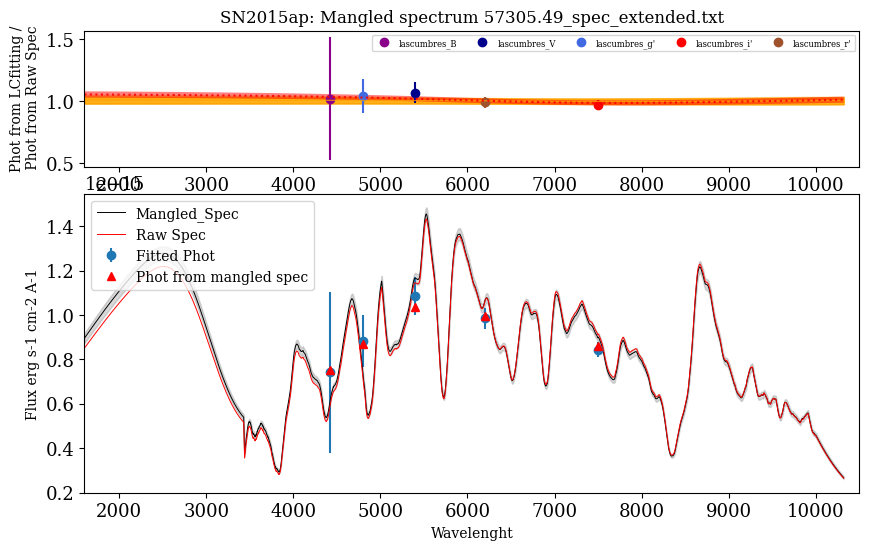 SN2015ap: Mangled spectrum 57305.49_spec_extended.txt
Phot from LCfitting /
Phot from Raw Spec
1.5
1.0
0.5
lascumbres_B
lascumbres_V
lascumbres_g'
lascumbres_i'
lascumbres_r'
2000 3000 4000 5000 6000 7000 8000 9000 10000
1e+15
Flux erg s-1 cm-2 A-1
1.4
1.2
1.0
0.8
0.6
0.4
0.2
Mangled_Spec
Raw Spec
Fitted Phot
Phot from mangled spec
2000 3000 4000 5000 6000 7000 8000 9000 10000
Wavelenght